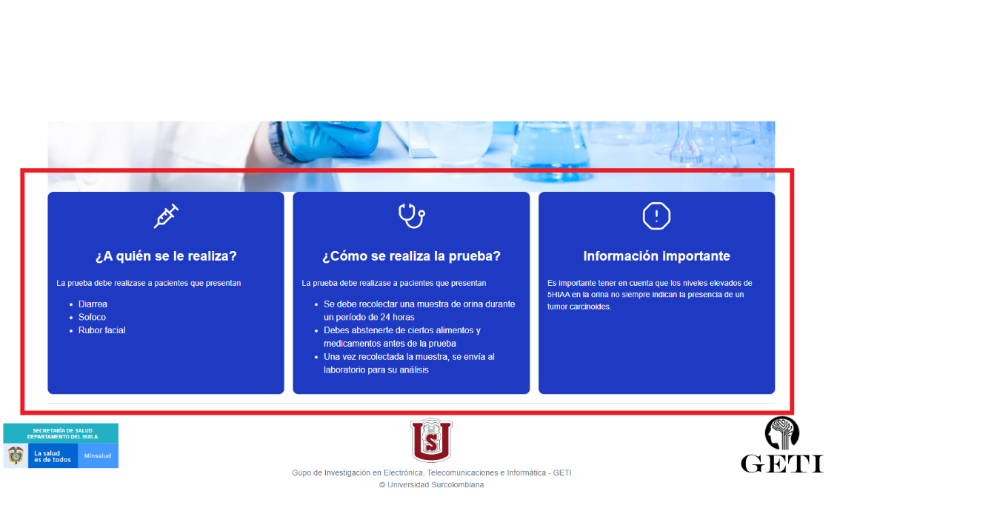 ¿A quién se le realiza?
La prueba debe realizase a pacientes que presentan
• Diarrea
• Sofoco
• Rubor facial
¿Cómo se realiza la prueba?
La prueba debe realizase a pacientes que presentan
• Se debe recolectar una muestra de orina durante
un período de 24 horas
• Debes abstenerte de ciertos alimentos y
medicamentos antes de la prueba
• Una vez recolectada la muestra, se envía al
laboratorio para su análisis
Información importante
Es importante tener en cuenta que los niveles elevados de
5HIAA en la orina no siempre indican la presencia de un
tumor carcinoides.
SECRETARÍA DE SALUD
DEPARTAMENTO DEL HUILA
La salud
es de todos
Minsalud
US
Gupo de Investigación en Electrónica, Telecomunicaciones e Informática - GETI
© Universidad Surcolombiana
GETI